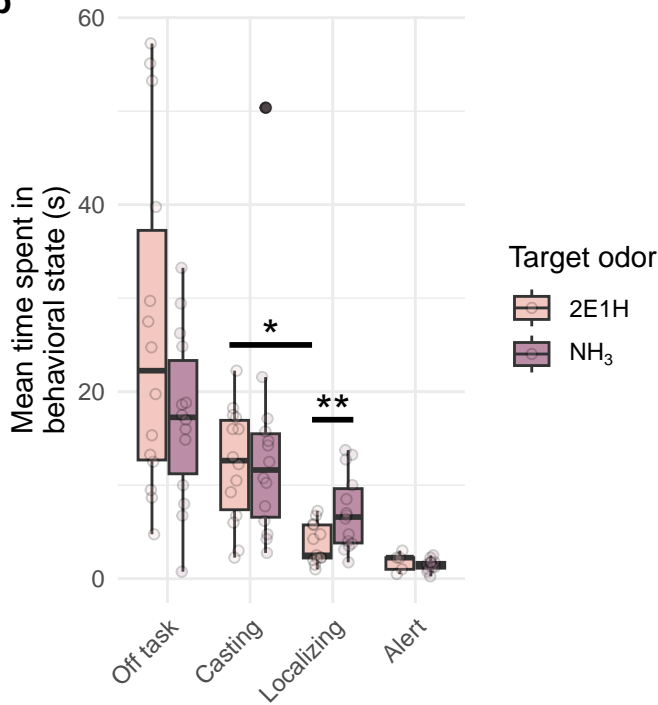 60
40
20
0
Mean time spent in
behavioral state (s)
*
**
Off task
Casting
Localizing
Alert
Target odor
2E1H
NH₃